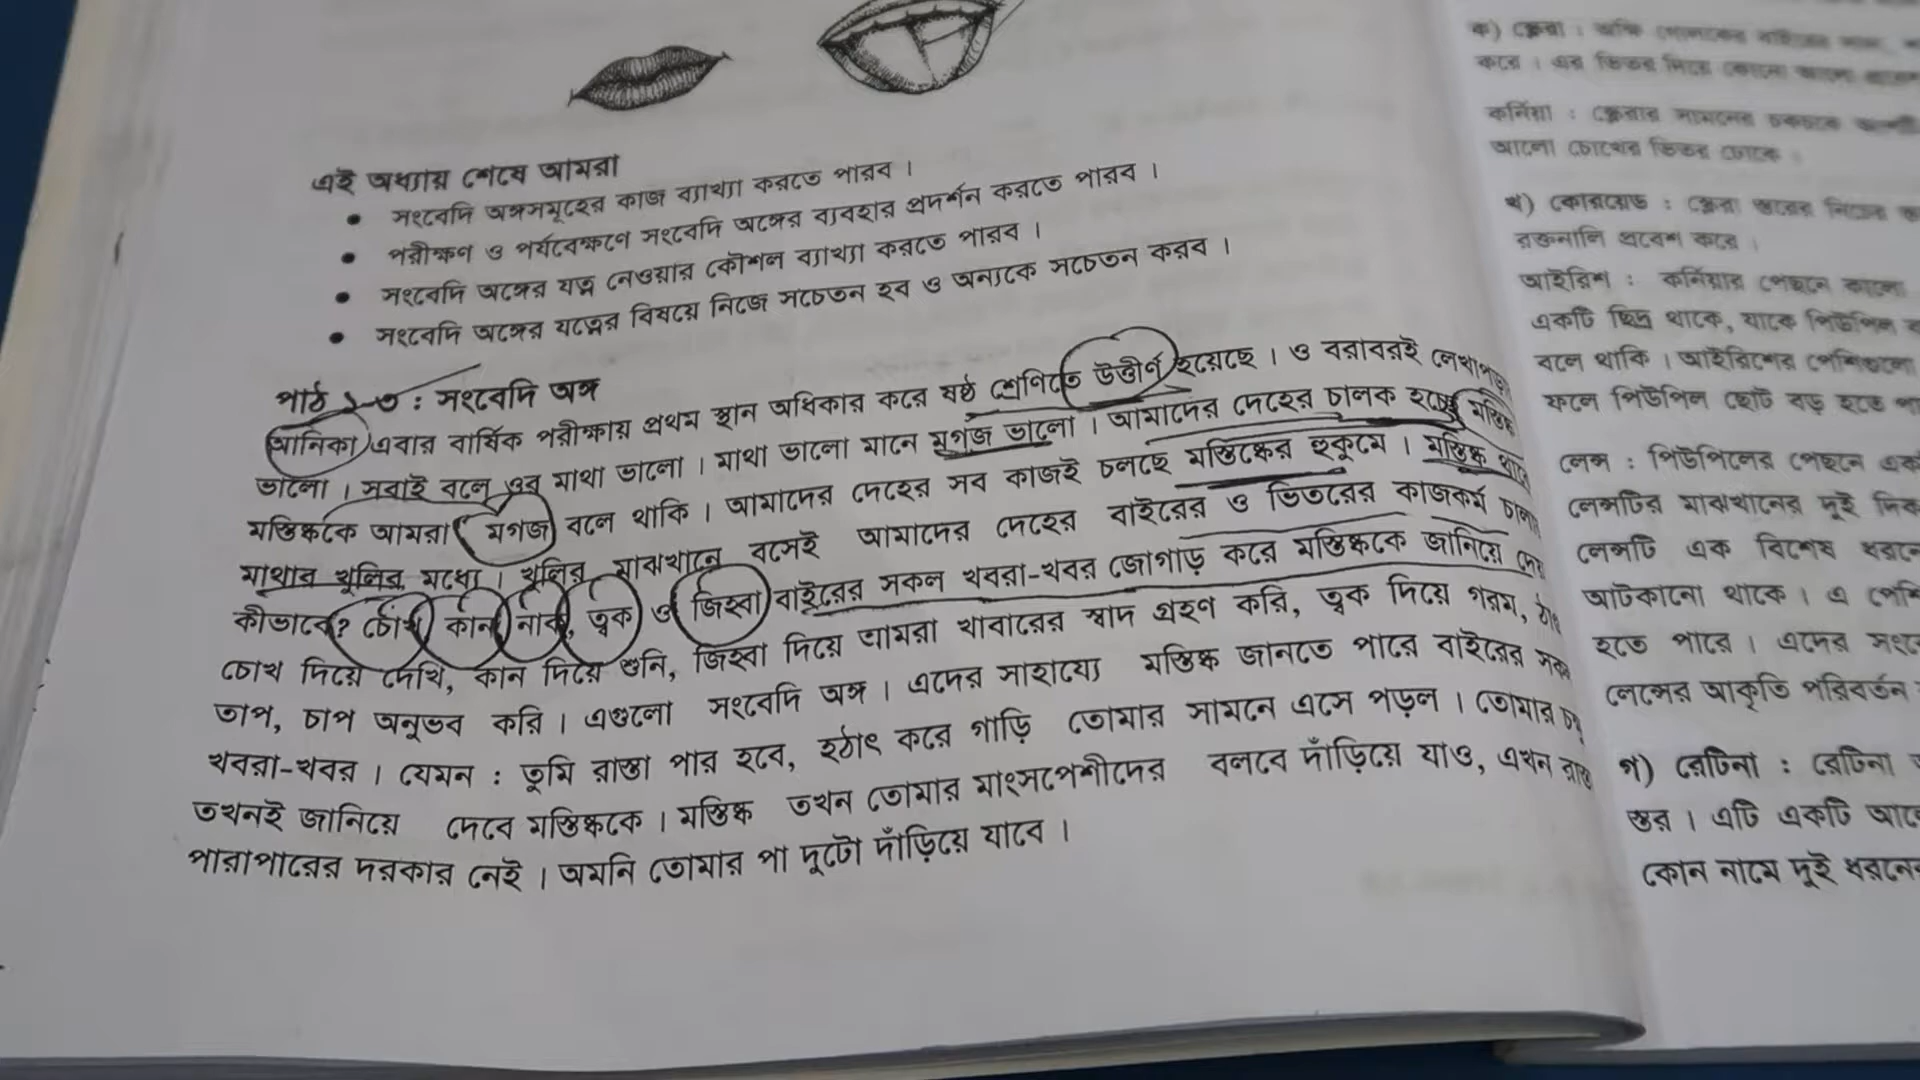 এই অধ্যায় শেষে আমরা
• সংবেদি অঙ্গসমূহের কাজ ব্যাখ্যা করতে পারব ।
• পরীক্ষণ ও পর্যবেক্ষণে সংবেদি অঙ্গের ব্যবহার প্রদর্শন করতে পারব ।
• সংবেদি অঙ্গের যত্ন নেওয়ার কৌশল ব্যাখ্যা করতে পারব ।
• সংবেদি অঙ্গের যত্নের বিষয়ে নিজে সচেতন হব ও অন্যকে সচেতন করব ।
পাঠ ১-৩ : সংবেদি অঙ্গ
আনিকা এবার বার্ষিক পরীক্ষায় প্রথম স্থান অধিকার করে ষষ্ঠ শ্রেণিতে উত্তীর্ণ হয়েছে । ও বরাবরই লেখাপড়ায়
ভালো । সবাই বলে ওর মাথা ভালো । মাথা ভালো মানে মগজ ভালো । আমাদের দেহের চালক হচ্ছে মস্তিষ্ক
মস্তিষ্ককে আমরা মগজ বলে থাকি । আমাদের দেহের সব কাজই চলছে মস্তিষ্কের হুকুমে । মস্তিষ্ক থাকে
মাথার খুলির মধ্যে । খুলির মাঝখানে বসেই আমাদের দেহের বাইরের ও ভিতরের কাজকর্ম
কীভাবে? চোখ কান নাক, ত্বক ও জিহ্বা বাইরের সকল খবরা-খবর জোগাড় করে মস্তিষ্ককে জানিয়ে দেয়
চোখ দিয়ে দেখি, কান দিয়ে শুনি, জিহ্বা দিয়ে আমরা খাবারের স্বাদ গ্রহণ করি, ত্বক দিয়ে গরম,
তাপ, চাপ অনুভব করি । এগুলো সংবেদি অঙ্গ । এদের সাহায্যে মস্তিষ্ক জানতে পারে বাইরের
খবরা-খবর । যেমন : তুমি রাস্তা পার হবে, হঠাৎ করে গাড়ি তোমার সামনে এসে পড়ল । তোমার
তখনই জানিয়ে দেবে মস্তিষ্ককে । মস্তিষ্ক তখন তোমার মাংসপেশীদের বলবে দাঁড়িয়ে যাও, এখন
পারাপারের দরকার নেই । অমনি তোমার পা দুটো দাঁড়িয়ে যাবে ।
করে । এর ভিতর দিয়ে
কর্নিয়া : সামনের
আলো চোখের ভিতর ঢোকে
খ) কোরয়েড : স্তরের নিচের
রক্তনালি প্রবেশ করে ।
আইরিশ : কর্নিয়ার পেছনে কালো
একটি ছিদ্র থাকে, যাকে পিউপিল
বলে থাকি । আইরিশের পেশিগুলো
ফলে পিউপিল ছোট বড় হতে
লেন্স : পিউপিলের পেছনে
লেন্সটির মাঝখানের দুই দিক
লেন্সটি এক বিশেষ ধরনের
আটকানো থাকে । এ
হতে পারে । এদের
লেন্সের আকৃতি পরিবর্তন
গ) রেটিনা : রেটিনা
স্তর । এটি একটি
কোন নামে দুই ধরনের